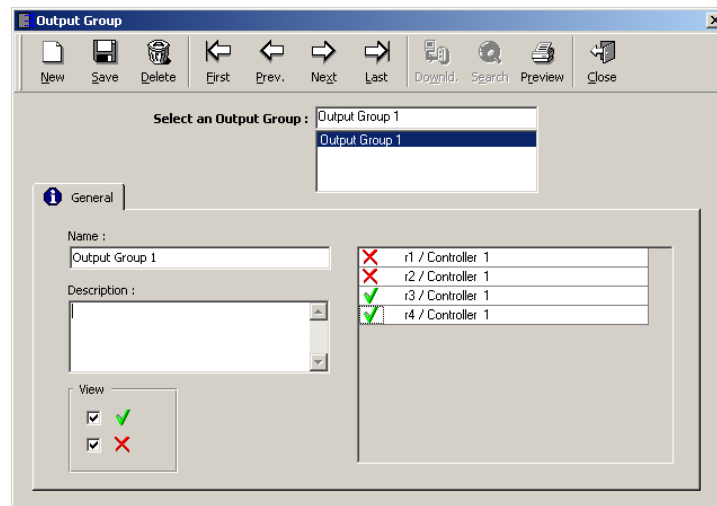 Output Group
New Save Delete First Prev. Next Last Downld. Search Preview Close
Select an Output Group : Output Group 1
Output Group 1
General
Name :
Output Group 1
Description :
r1 / Controller 1
r2 / Controller 1
r3 / Controller 1
r4 / Controller 1
View